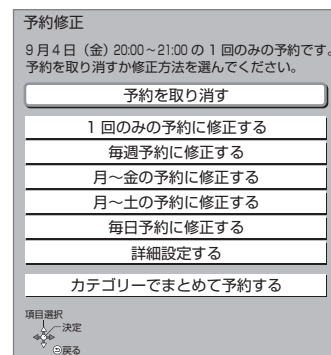 予約修正
9月4日（金）20:00～21:00 の 1 回のみの予約です。
予約を取り消すか修正方法を選んでください。
予約を取り消す
1 回のみの予約に修正する
毎週予約に修正する
月～金の予約に修正する
月～土の予約に修正する
毎日予約に修正する
詳細設定する
カテゴリーでまとめて予約する
項目選択
決定
戻る